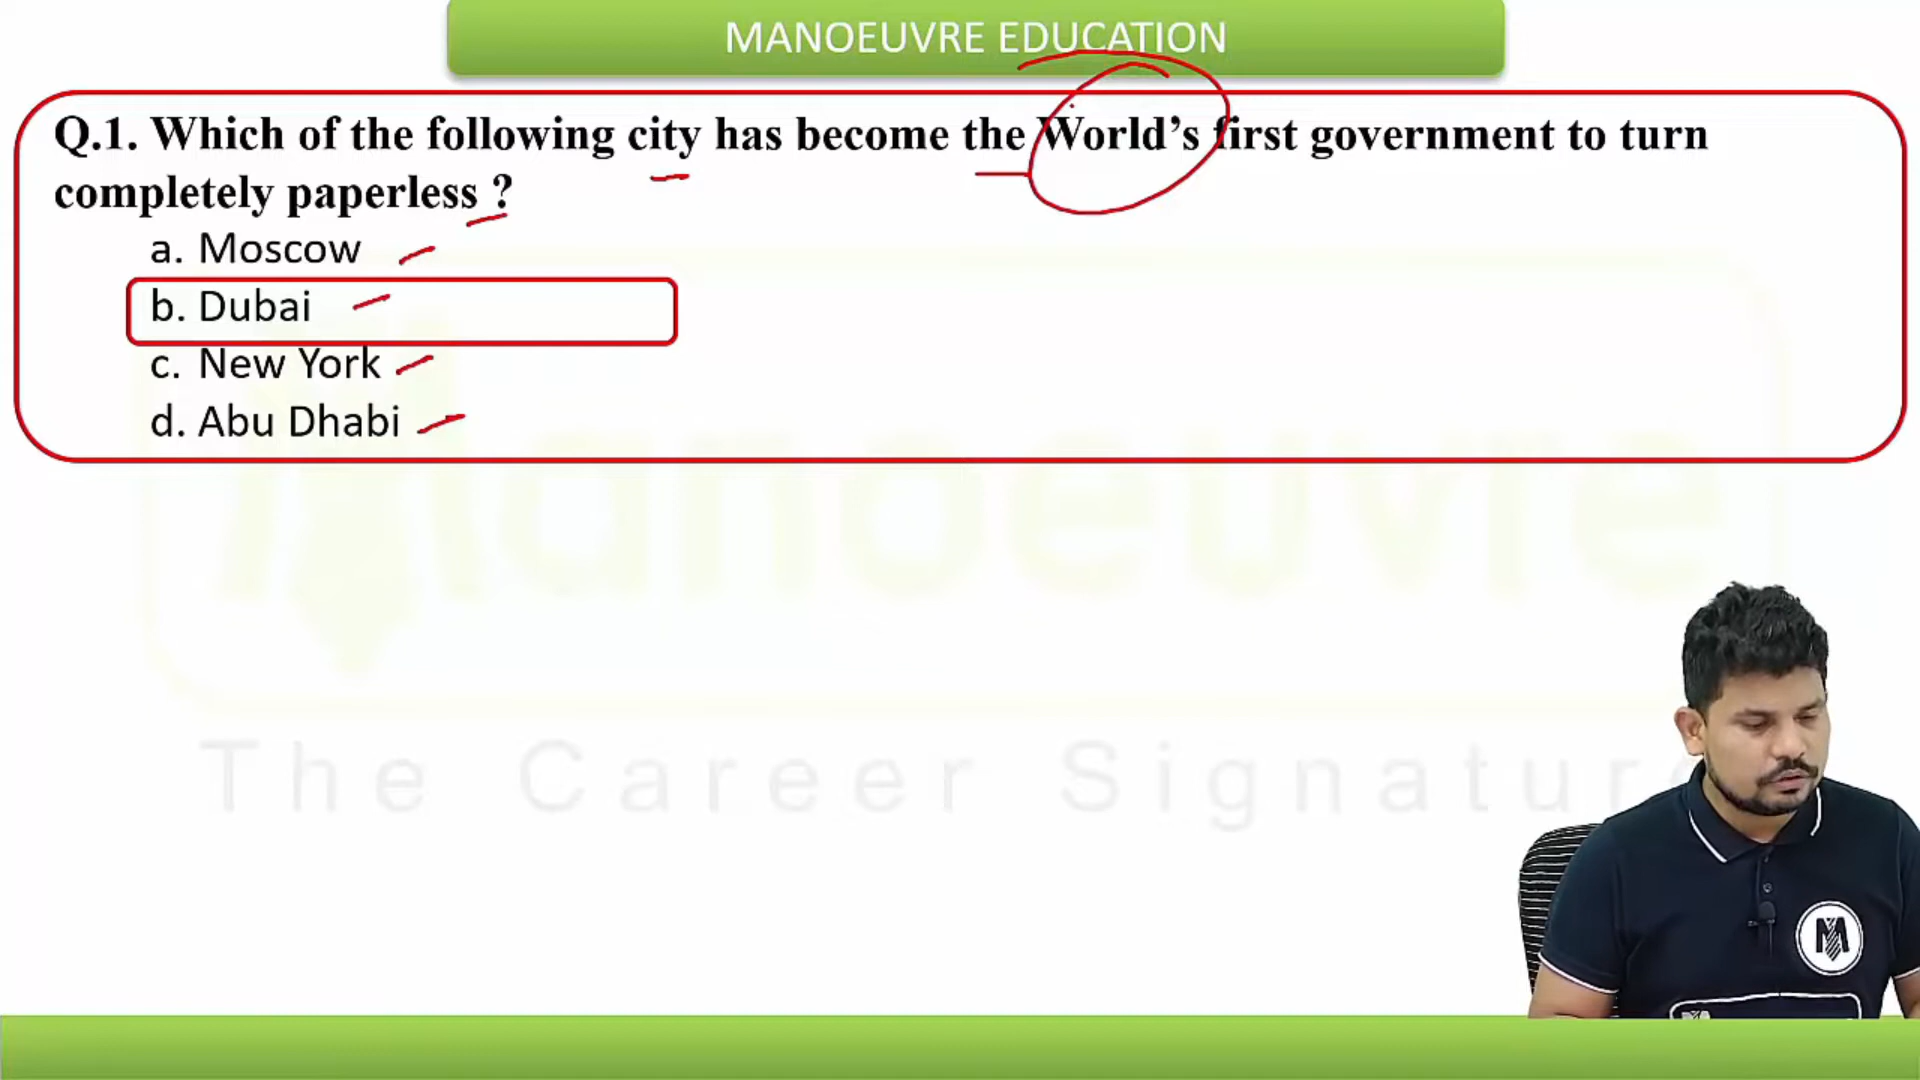 MANOEUVRE EDUCATION
Q.1. Which of the following city has become the World’s first government to turn
completely paperless ?
a. Moscow
b. Dubai
c. New York
d. Abu Dhabi
Manoeuvre
The Career Signature